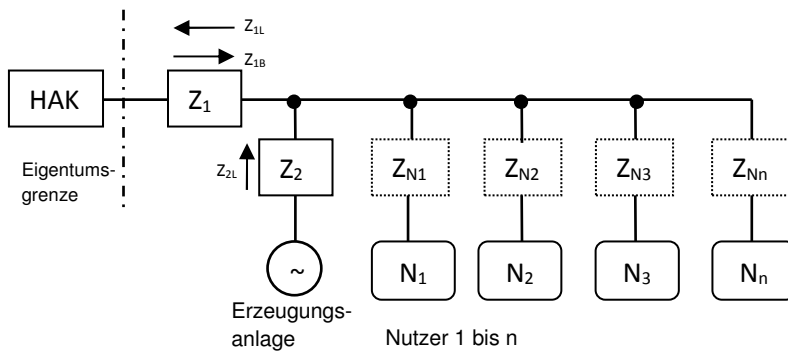 Z1L
Z1B
HAK
Z1
Eigentums-
grenze
Z2L
Z2
ZN1
ZN2
ZN3
ZNn
~
N1
N2
N3
Nn
Erzeugungs-
anlage
Nutzer 1 bis n